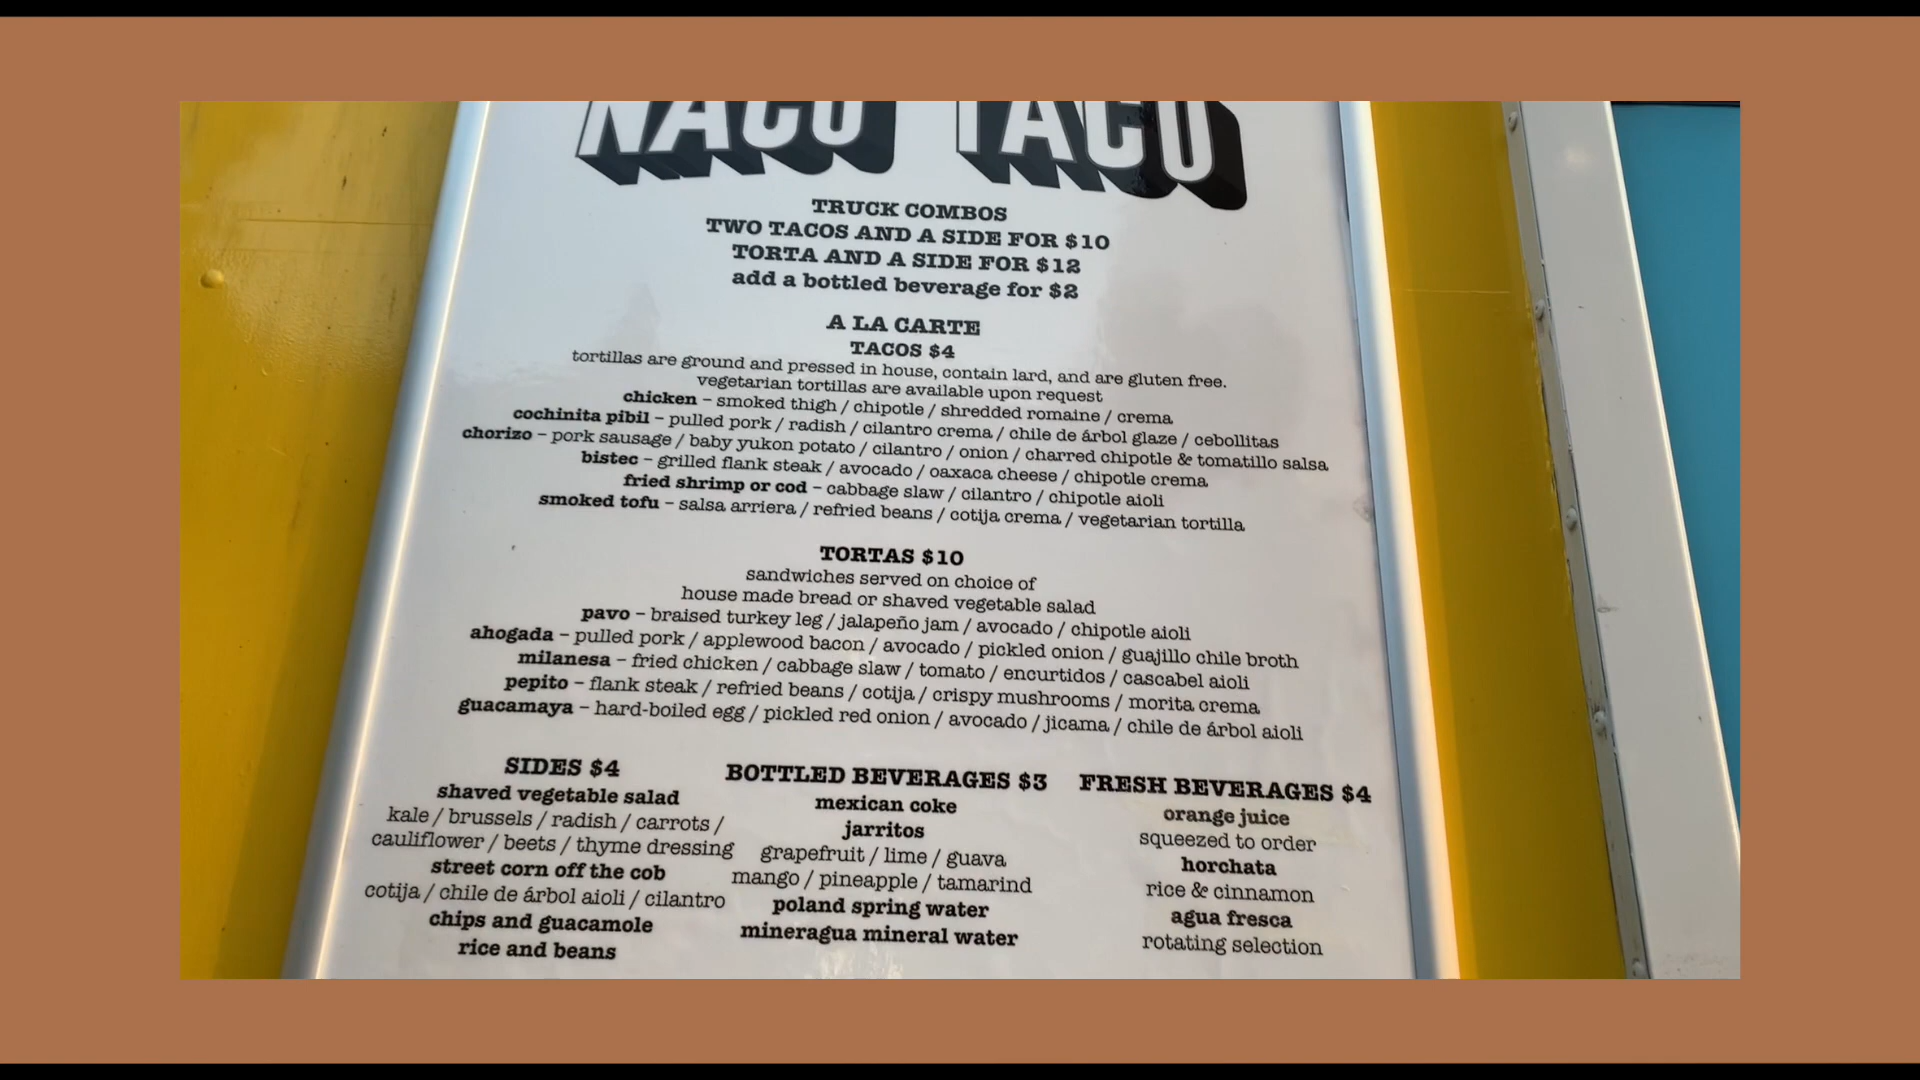 NACO TACO
TRUCK COMBOS
TWO TACOS AND A SIDE FOR $10
TORTA AND A SIDE FOR $12
add a bottled beverage for $2
A LA CARTE
TACOS $4
tortillas are ground and pressed in house, contain lard, and are gluten free.
vegetarian tortillas are available upon request
chicken – smoked thigh / chipotle / shredded romaine / crema
cochinita pibil – pulled pork / radish / cilantro crema / chile de árbol glaze / cebollitas
chorizo – pork sausage / baby yukon potato / cilantro / onion / charred chipotle & tomatillo salsa
bistec – grilled flank steak / avocado / oaxaca cheese / chipotle crema
fried shrimp or cod – cabbage slaw / cilantro / chipotle aioli
smoked tofu – salsa arriera / refried beans / cotija crema / vegetarian tortilla
TORTAS $10
sandwiches served on choice of
house made bread or shaved vegetable salad
pavo – braised turkey leg / jalapeño jam / avocado / chipotle aioli
ahogada – pulled pork / applewood bacon / avocado / pickled onion / guajillo chile broth
milanesa – fried chicken / cabbage slaw / tomato / encurtidos / cascabel aioli
pepito – flank steak / refried beans / cotija / crispy mushrooms / morita crema
guacamaya – hard-boiled egg / pickled red onion / avocado / jicama / chile de árbol aioli
SIDES $4
shaved vegetable salad
kale / brussels / radish / carrots /
cauliflower / beets / thyme dressing
street corn off the cob
cotija / chile de árbol aioli / cilantro
chips and guacamole
rice and beans
BOTTLED BEVERAGES $3
mexican coke
jarritos
grapefruit / lime / guava
mango / pineapple / tamarind
poland spring water
mineragua mineral water
FRESH BEVERAGES $4
orange juice
squeezed to order
horchata
rice & cinnamon
agua fresca
rotating selection